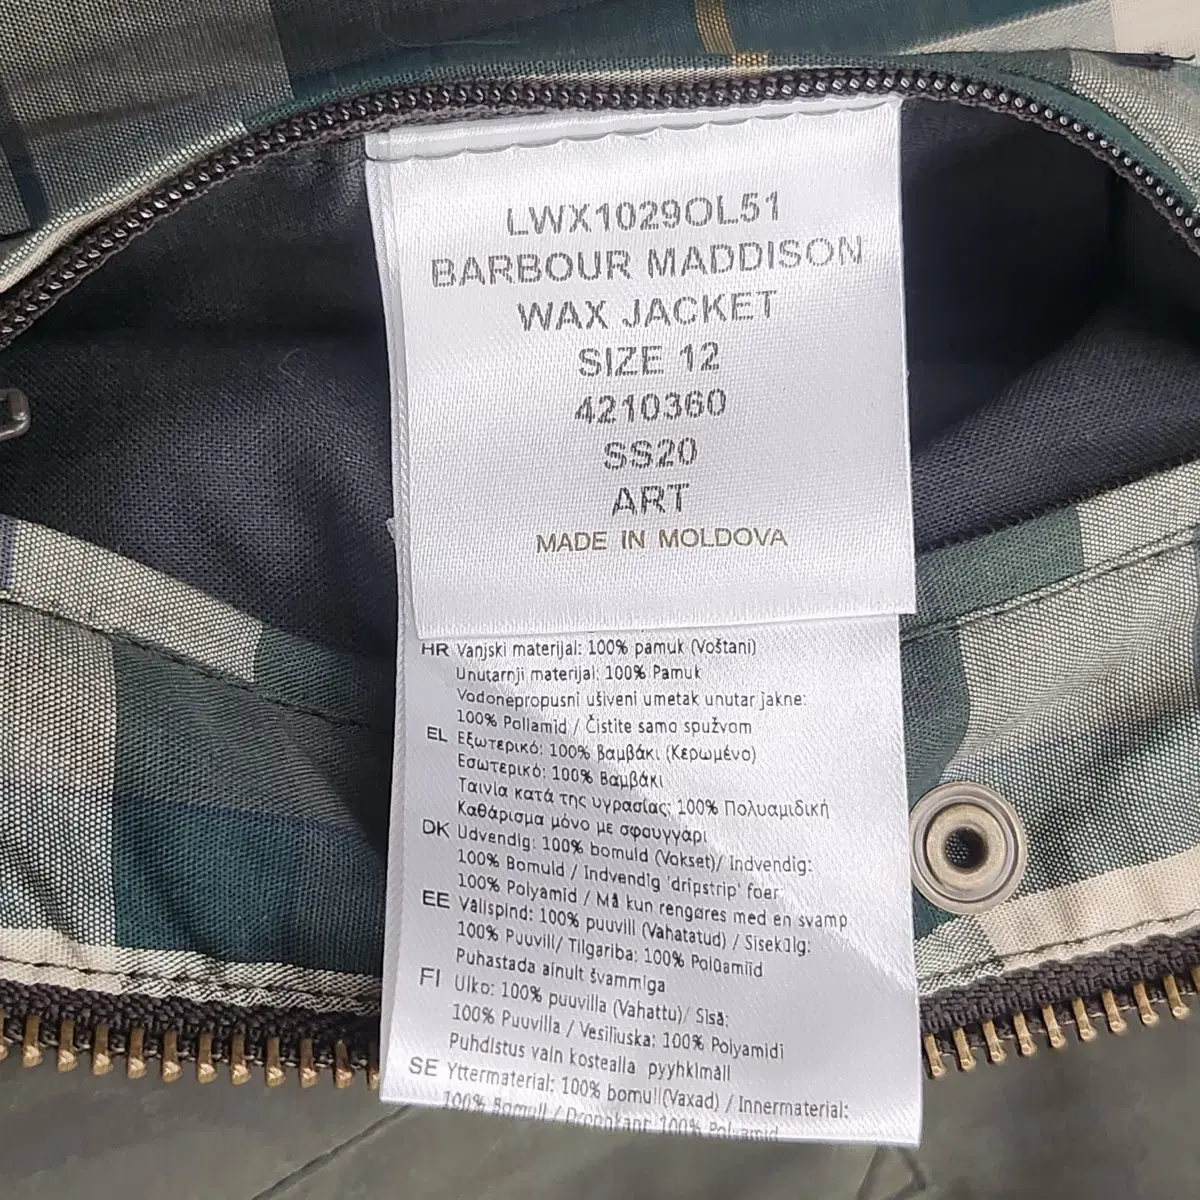 LWX1029OL51
BARBOUR MADDISON
WAX JACKET
SIZE 12
4210360
SS20
ART
MADE IN MOLDOVA
HR Vanjski materijal: 100% pamuk (Voštani)
Unutarnji materijal: 100% Pamuk
Vodonepropusni ušiveni umetak unutar jakne:
100% Poliamid / Čistite samo spužvom
EL Εξωτερικό: 100% βαμβάκι (Κερωμένο)
Εσωτερικό: 100% Βαμβάκι
Ταινία κατά της υγρασίας: 100% Πολυαμιδική
Καθάρισμα μόνο με σφουγγάρι
DK Udvendig: 100% bomuld (Vokset)/ Indvendig:
100% Bomuld / Indvendig 'dripstrip' foer:
100% Polyamid / Må kun rengøres med en svamp
EE Välispind: 100% puuvill (Vahatatud) / Sisekülg:
100% Puuvill/ Tilgariba: 100% Polüamiid
Puhastada ainult švammiga
FI Ulko: 100% puuvilla (Vahattu)/ Sisä:
100% Puuvilla / Vesiliuska: 100% Polyamidi
Puhdistus vain kostealla pyyhkimäll
SE Yttermaterial: 100% bomull(Vaxad) / Innermaterial:
100% Bomull / Droppkant 100% Polyamid